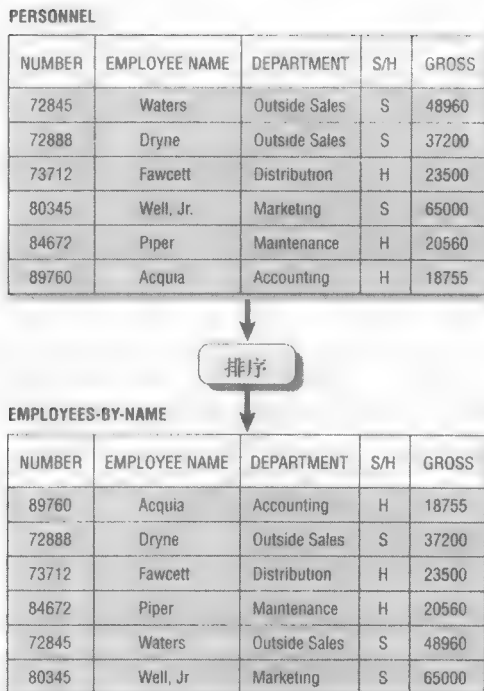 PERSONNEL
NUMBER EMPLOYEE NAME DEPARTMENT S/H GROSS
72845 Waters Outside Sales S 48960
72888 Dryne Outside Sales S 37200
73712 Fawcett Distribution H 23500
80345 Well, Jr. Marketing S 65000
84672 Piper Maintenance H 20560
89760 Acquia Accounting H 18755
排序
EMPLOYEES-BY-NAME
NUMBER EMPLOYEE NAME DEPARTMENT S/H GROSS
89760 Acquia Accounting H 18755
72888 Dryne Outside Sales S 37200
73712 Fawcett Distribution H 23500
84672 Piper Maintenance H 20560
72845 Waters Outside Sales S 48960
80345 Well, Jr Marketing S 65000